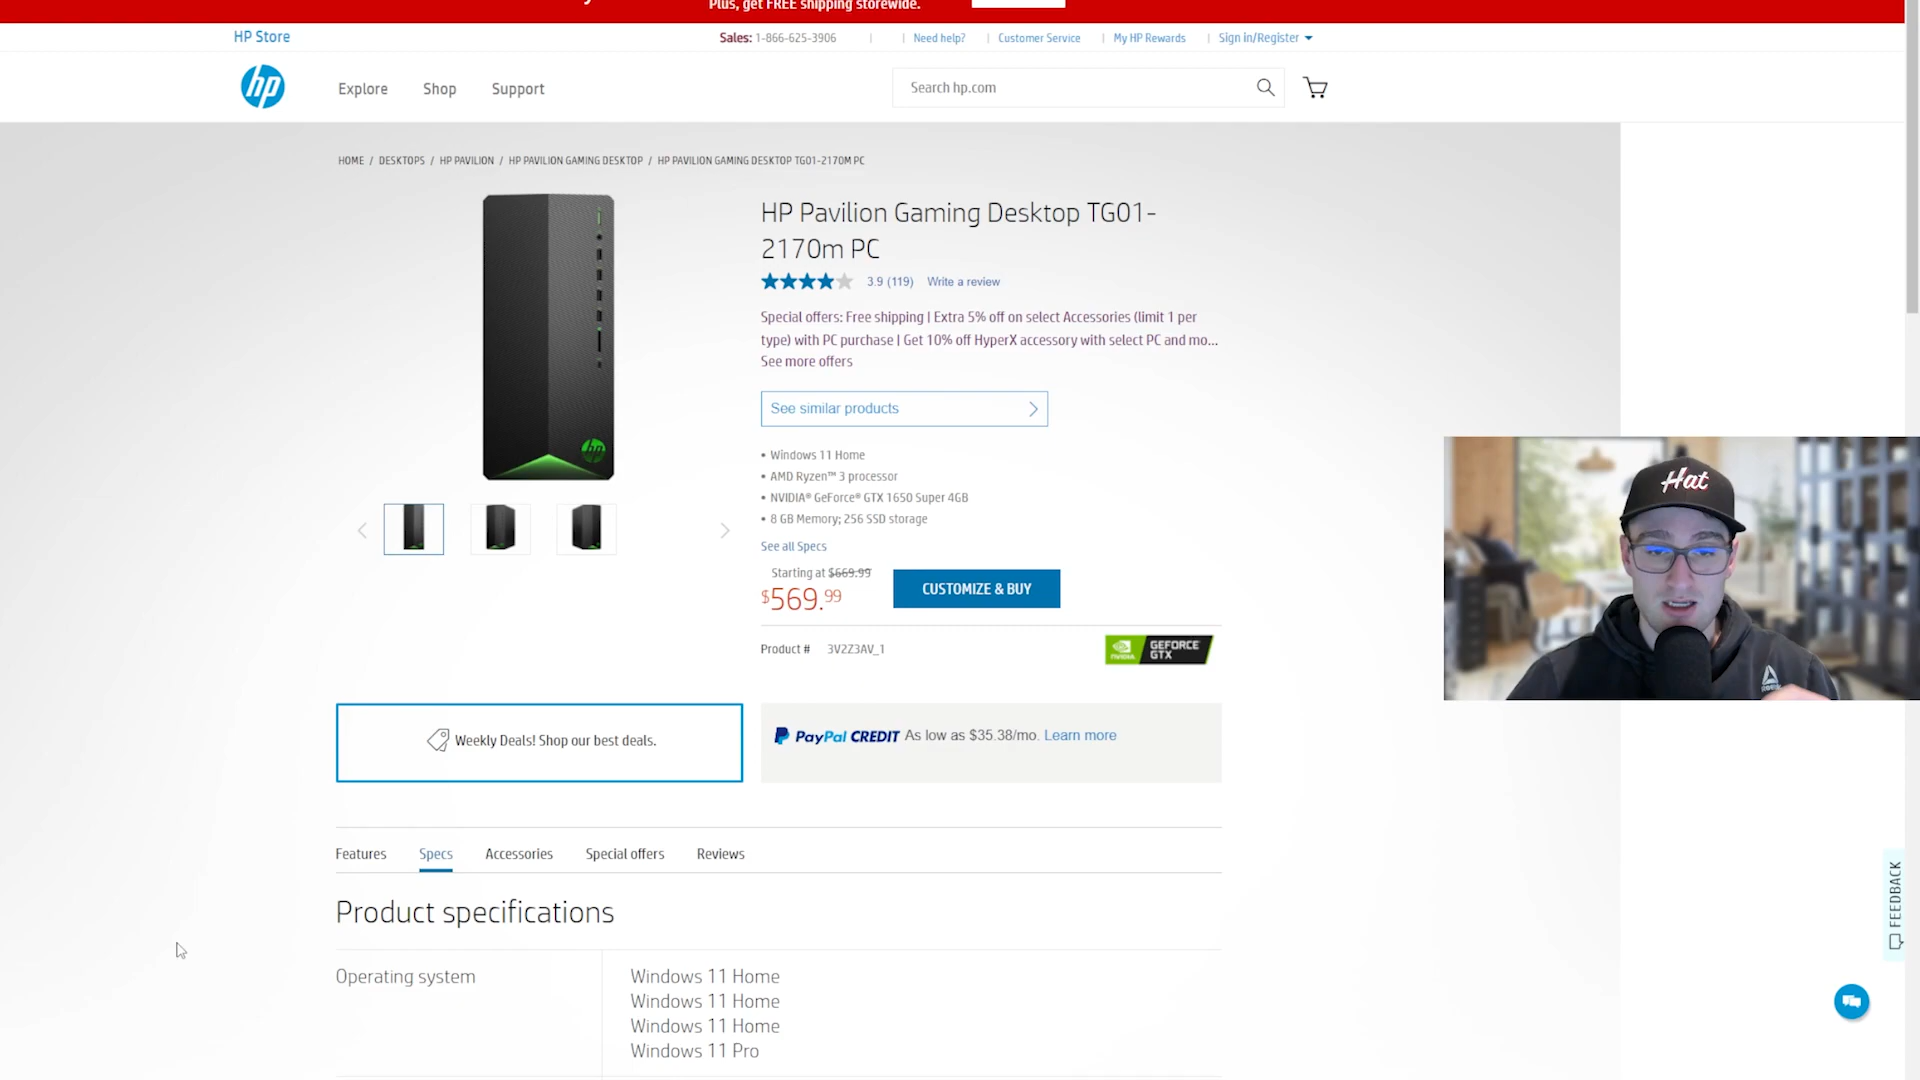 Plus, get FREE shipping storewide.
HP Store
Sales: 1-866-625-3906
Need help?
Customer Service
My HP Rewards
Sign in/Register
hp
Explore
Shop
Support
Search hp.com
HOME / DESKTOPS / HP PAVILION / HP PAVILION GAMING DESKTOP / HP PAVILION GAMING DESKTOP TG01-2170M PC
HP Pavilion Gaming Desktop TG01-
2170m PC
3.9 (119) Write a review
Special offers: Free shipping | Extra 5% off on select Accessories (limit 1 per
type) with PC purchase | Get 10% off HyperX accessory with select PC and mo...
See more offers
See similar products
• Windows 11 Home
• AMD Ryzen™ 3 processor
• NVIDIA® GeForce® GTX 1650 Super 4GB
• 8 GB Memory; 256 SSD storage
See all Specs
Starting at $669.99
$569.99
CUSTOMIZE & BUY
Product # 3V2Z3AV_1
NVIDIA
GEFORCE
GTX
Hat
Reebok
Weekly Deals! Shop our best deals.
PayPal CREDIT As low as $35.38/mo. Learn more
Features
Specs
Accessories
Special offers
Reviews
Product specifications
Operating system
Windows 11 Home
Windows 11 Home
Windows 11 Home
Windows 11 Pro
FEEDBACK